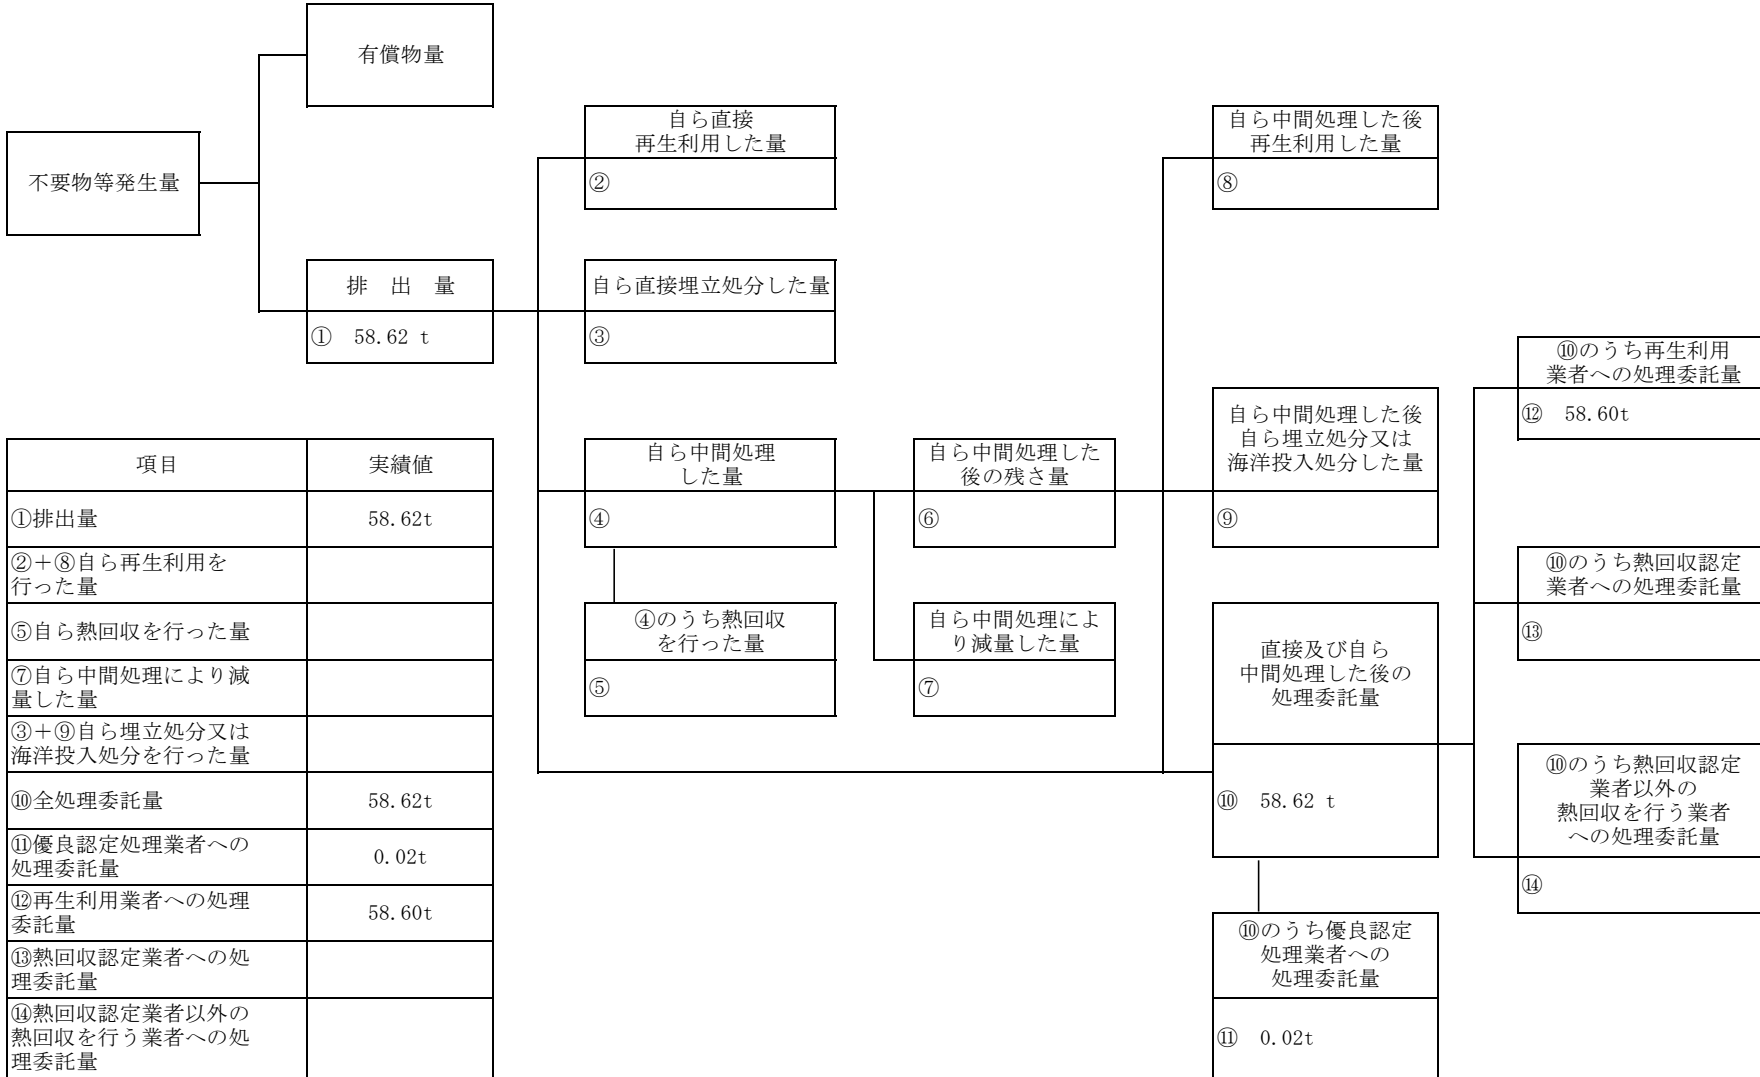 有償物量
不要物等発生量
排 出 量
① 58.62 t
自ら直接
再生利用した量
②
自ら直接埋立処分した量
③
自ら中間処理
した量
④
④のうち熱回収
を行った量
⑤
自ら中間処理した
後の残さ量
⑥
自ら中間処理によ
り減量した量
⑦
自ら中間処理した後
再生利用した量
⑧
自ら中間処理した後
自ら埋立処分又は
海洋投入処分した量
⑨
直接及び自ら
中間処理した後の
処理委託量
⑩ 58.62 t
⑩のうち優良認定
処理業者への
処理委託量
⑪ 0.02t
⑩のうち再生利用
業者への処理委託量
⑫ 58.60t
⑩のうち熱回収認定
業者への処理委託量
⑬
⑩のうち熱回収認定
業者以外の
熱回収を行う業者
への処理委託量
⑭
項目 実績値
①排出量 58.62t
②+⑧自ら再生利用を
行った量
⑤自ら熱回収を行った量
⑦自ら中間処理により減
量した量
③+⑨自ら埋立処分又は
海洋投入処分を行った量
⑩全処理委託量 58.62t
⑪優良認定処理業者への
処理委託量 0.02t
⑫再生利用業者への処理
委託量 58.60t
⑬熱回収認定業者への処
理委託量
⑭熱回収認定業者以外の
熱回収を行う業者への処
理委託量